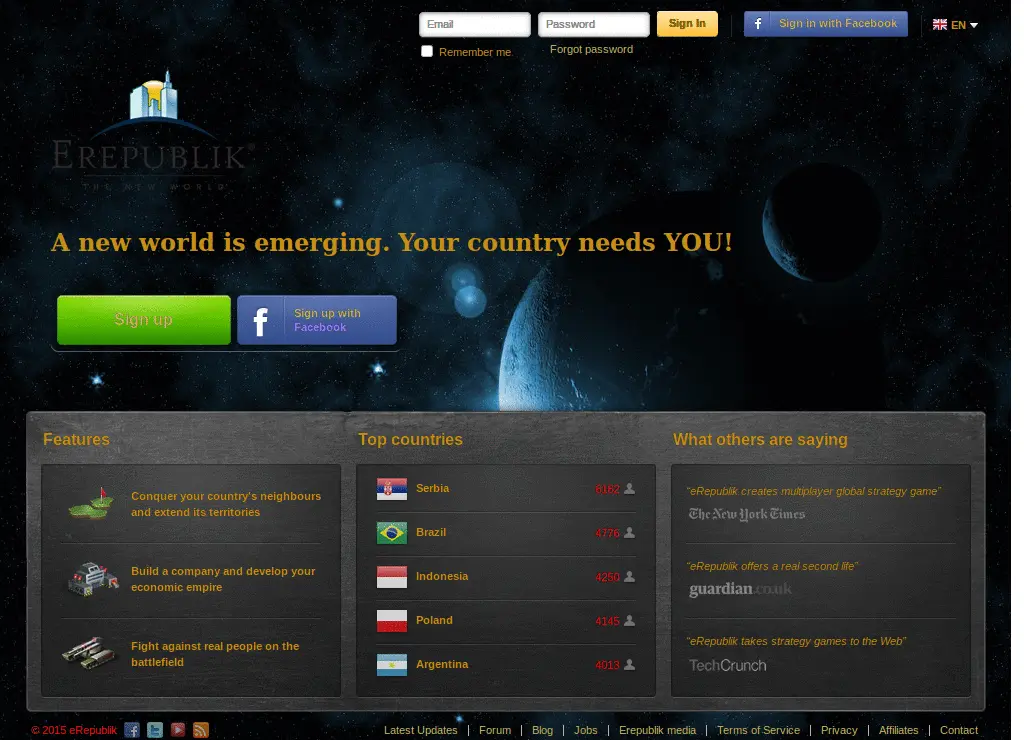 Email Password Sign In Sign in with Facebook EN
Remember me Forgot password
EREPUBLIK
THE NEW WORLD
A new world is emerging. Your country needs YOU!
Sign up
Sign up with
Facebook
Features
Conquer your country's neighbours
and extend its territories
Build a company and develop your
economic empire
Fight against real people on the
battlefield
Top countries
Serbia 6162
Brazil 4776
Indonesia 4250
Poland 4145
Argentina 4013
What others are saying
"eRepublik creates multiplayer global strategy game"
The New York Times
"eRepublik offers a real second life"
guardian.co.uk
"eRepublik takes strategy games to the Web"
TechCrunch
© 2015 eRepublik Latest Updates | Forum | Blog | Jobs | Erepublik media | Terms of Service | Privacy | Affiliates | Contact